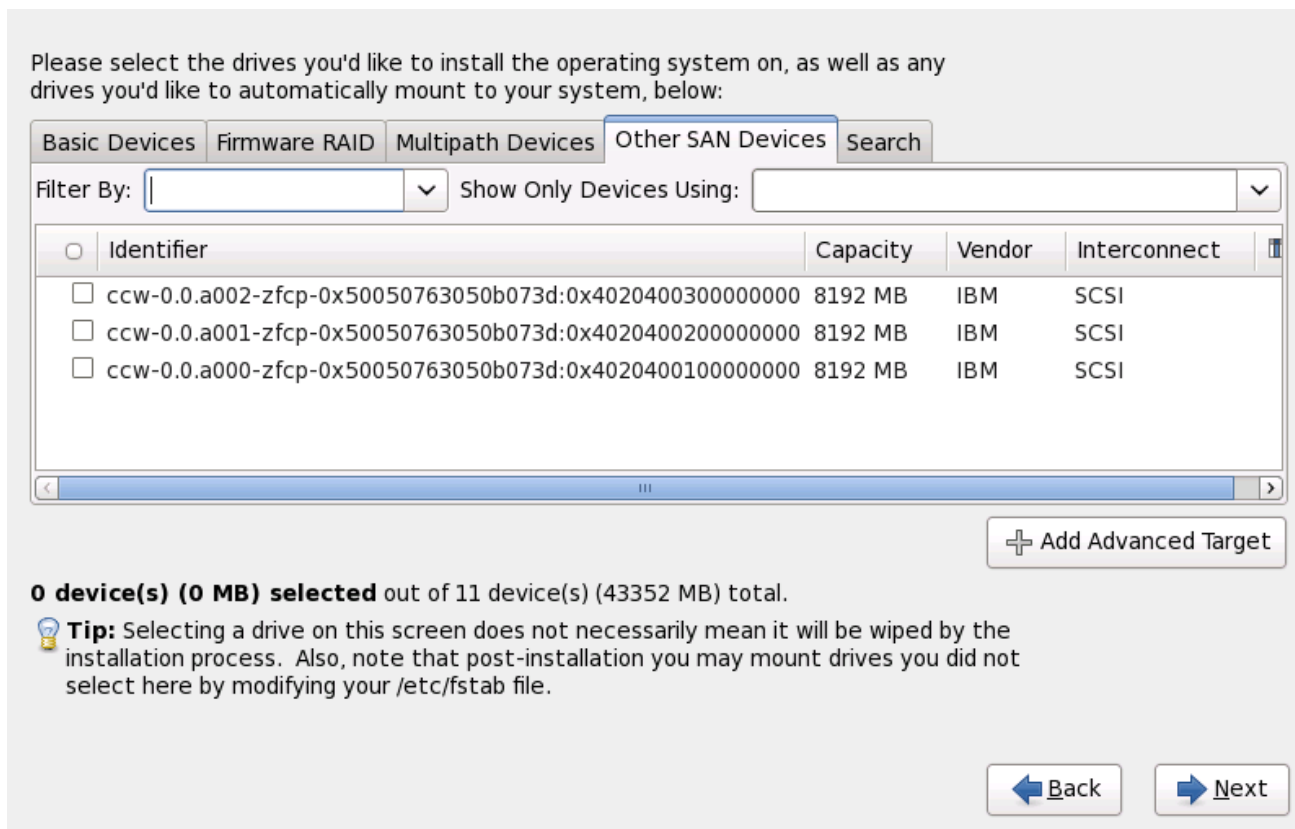 Please select the drives you'd like to install the operating system on, as well as any
drives you'd like to automatically mount to your system, below:
Basic Devices Firmware RAID Multipath Devices Other SAN Devices Search
Filter By: Show Only Devices Using:
Identifier Capacity Vendor Interconnect
ccw-0.0.a002-zfcp-0x50050763050b073d:0x4020400300000000 8192 MB IBM SCSI
ccw-0.0.a001-zfcp-0x50050763050b073d:0x4020400200000000 8192 MB IBM SCSI
ccw-0.0.a000-zfcp-0x50050763050b073d:0x4020400100000000 8192 MB IBM SCSI
Add Advanced Target
0 device(s) (0 MB) selected out of 11 device(s) (43352 MB) total.
Tip: Selecting a drive on this screen does not necessarily mean it will be wiped by the
installation process. Also, note that post-installation you may mount drives you did not
select here by modifying your /etc/fstab file.
Back Next